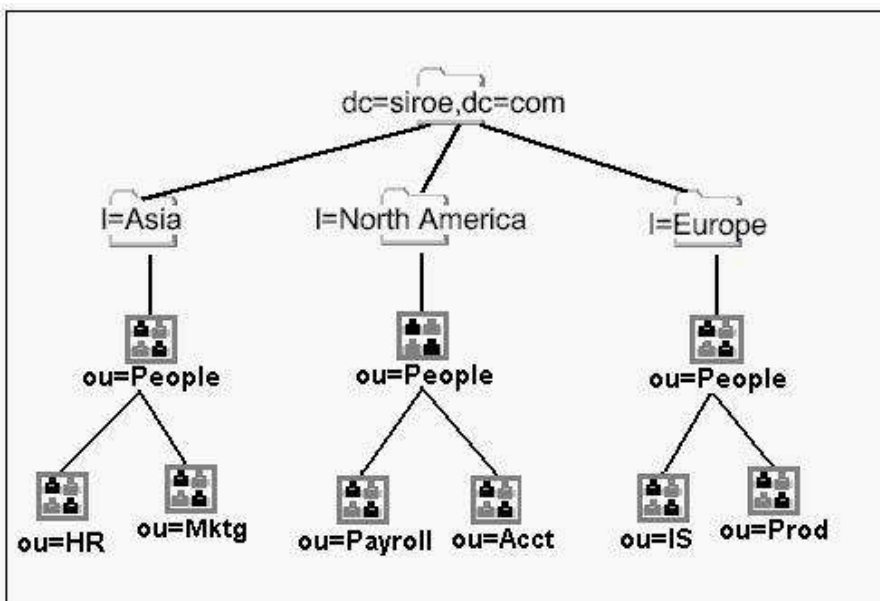 dc=siroe,dc=com
l=Asia
l=North America
l=Europe
ou=People
ou=People
ou=People
ou=HR
ou=Mktg
ou=Payroll
ou=Acct
ou=IS
ou=Prod